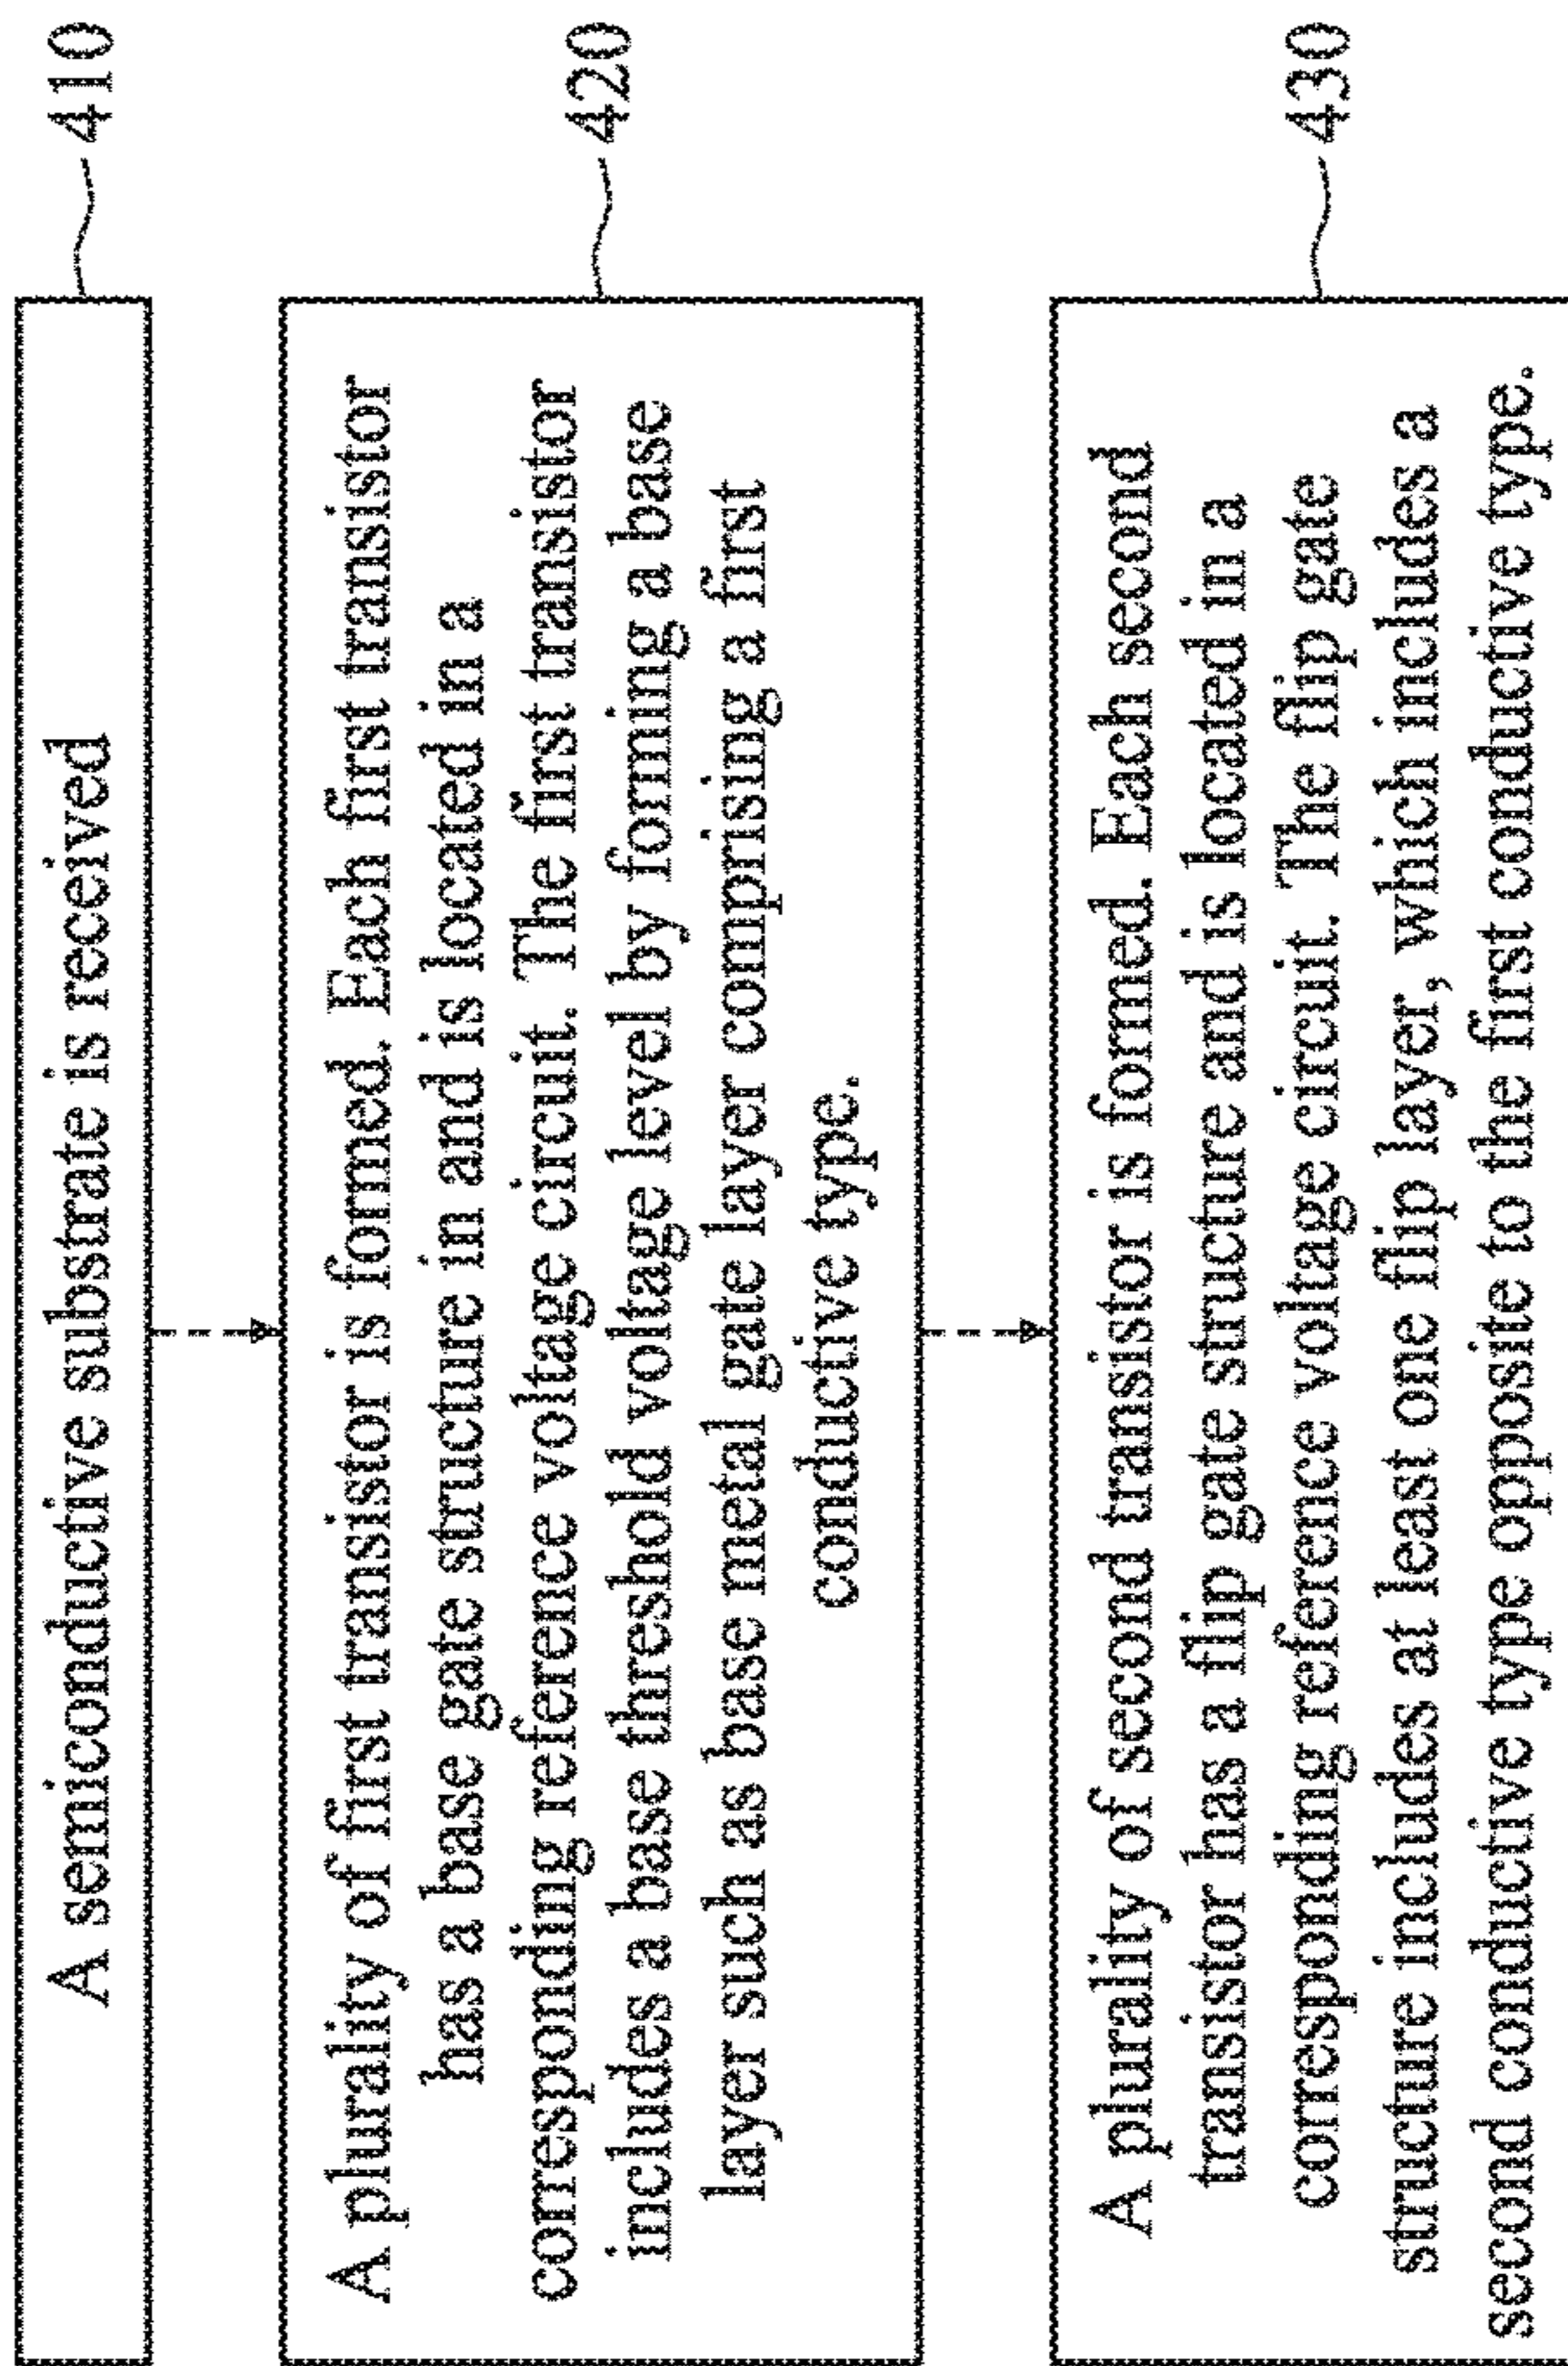 A semiconductive substrate is received
410
A plurality of first transistor is formed. Each first transistor
has a base gate structure in and is located in a
corresponding reference voltage circuit. The first transistor
includes a base threshold voltage level by forming a base
layer such as base metal gate layer comprising a first
conductive type.
420
A plurality of second transistor is formed. Each second
transistor has a flip gate structure and is located in a
corresponding reference voltage circuit. The flip gate
structure includes at least one flip layer, which includes a
second conductive type opposite to the first conductive type.
430